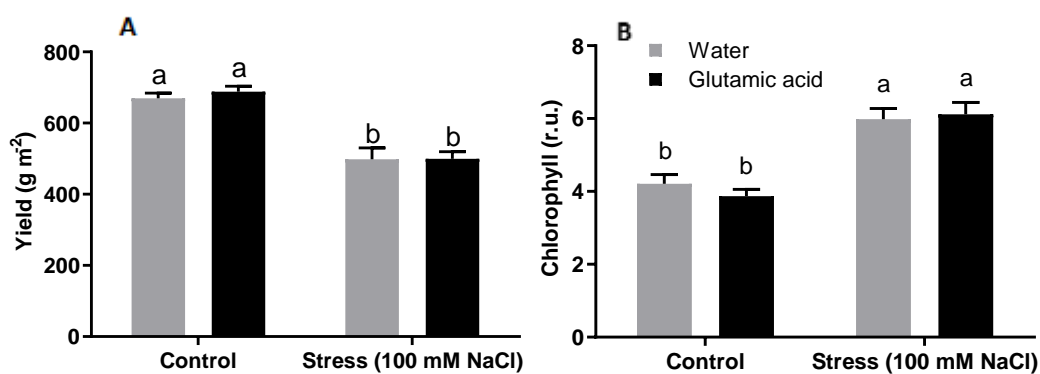 A
Yield (g m⁻²)
800
600
400
200
0
a
a
b
b
Control
Stress (100 mM NaCl)
B
Water
Glutamic acid
Chlorophyll (r.u.)
8
6
4
2
0
b
b
a
a
Control
Stress (100 mM NaCl)